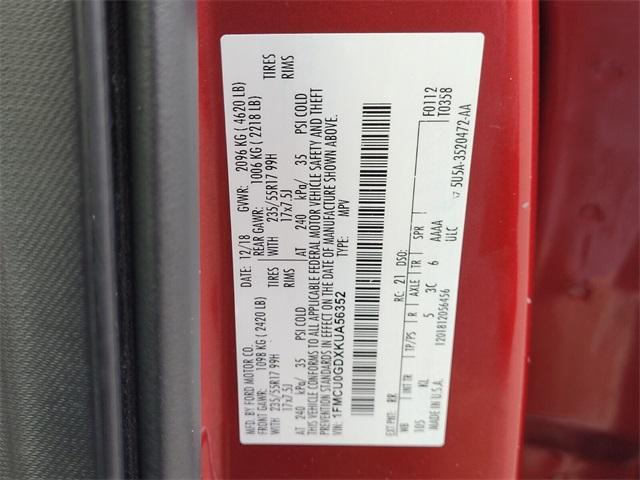 MFD. BY FORD MOTOR CO.
DATE: 12/18 GVWR: 2096 KG ( 4620 LB)
FRONT GAWR: 1098 KG ( 2420 LB) REAR GAWR: 1006 KG ( 2218 LB)
WITH 235/55R17 99H TIRES WITH 235/55R17 99H TIRES
17x7.5J RIMS 17x7.5J RIMS
AT 240 kPa/ 35 PSI COLD AT 240 kPa/ 35 PSI COLD
THIS VEHICLE CONFORMS TO ALL APPLICABLE FEDERAL MOTOR VEHICLE SAFETY AND THEFT
PREVENTION STANDARDS IN EFFECT ON THE DATE OF MANUFACTURE SHOWN ABOVE.
VIN: 1FMCU0GDXKUA56352 TYPE: MPV
F0112
T0358
EXT PNT: RR RC: 21 DSO:
WB INT TR TP/PS R AXLE TR SPR
105 KL 5 3C 6 AAAA
MADE IN U.S.A. ULC
1201812056456
5U5A-3520472-AA